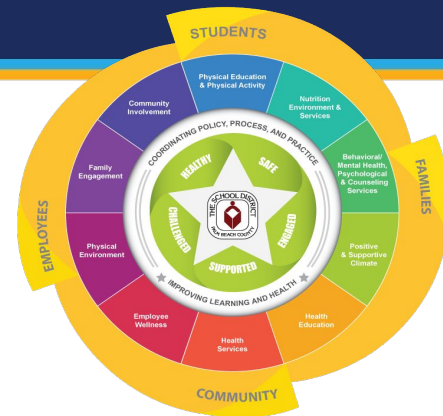 STUDENTS
FAMILIES
COMMUNITY
EMPLOYEES
Physical Education
& Physical Activity
Nutrition
Environment &
Services
Behavioral/
Mental Health,
Psychological
& Counseling
Services
Positive
& Supportive
Climate
Health
Education
Health
Services
Employee
Wellness
Physical
Environment
Family
Engagement
Community
Involvement
COORDINATING POLICY, PROCESS, AND PRACTICE
IMPROVING LEARNING AND HEALTH
HEALTHY
SAFE
ENGAGED
SUPPORTED
CHALLENGED
THE SCHOOL DISTRICT
PALM BEACH COUNTY